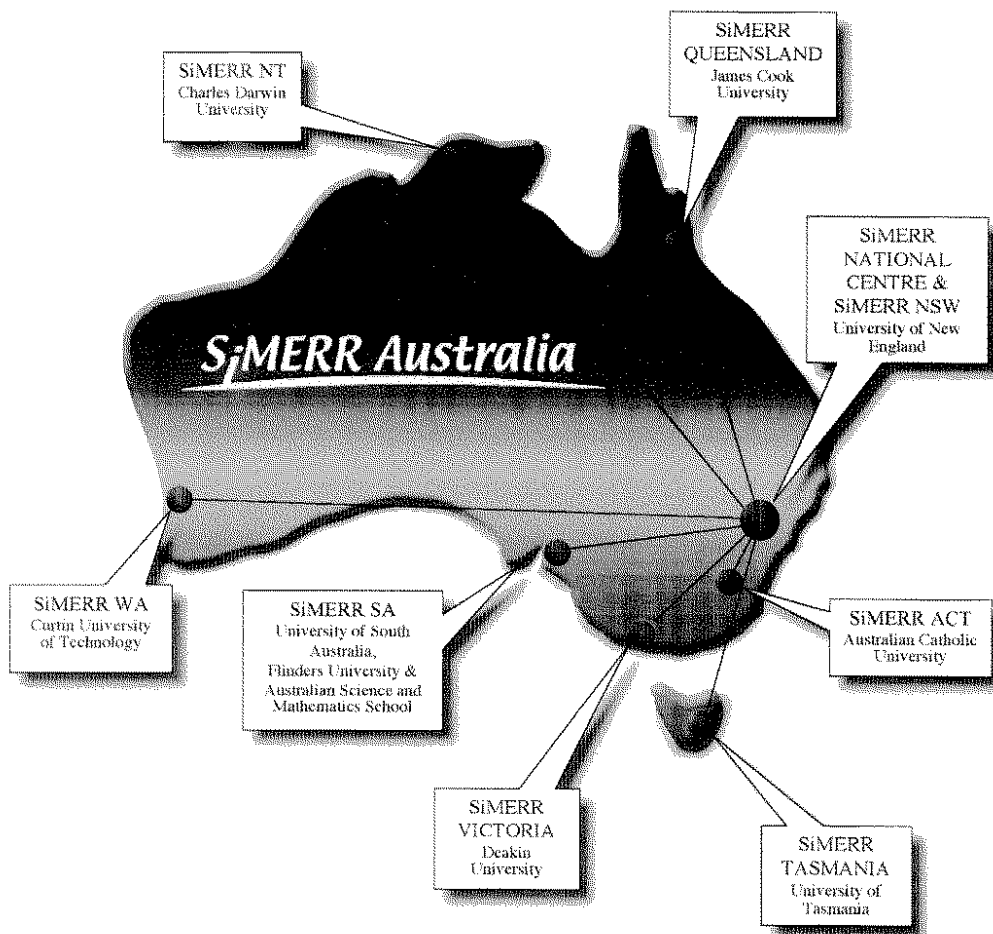 SiMERR
QUEENSLAND
James Cook
University
SiMERR NT
Charles Darwin
University
SiMERR
NATIONAL
CENTRE &
SiMERR NSW
University of New
England
SiMERR Australia
SiMERR WA
Curtin University
of Technology
SiMERR SA
University of South
Australia,
Flinders University &
Australian Science and
Mathematics School
SiMERR ACT
Australian Catholic
University
SiMERR
VICTORIA
Deakin
University
SiMERR
TASMANIA
University of
Tasmania